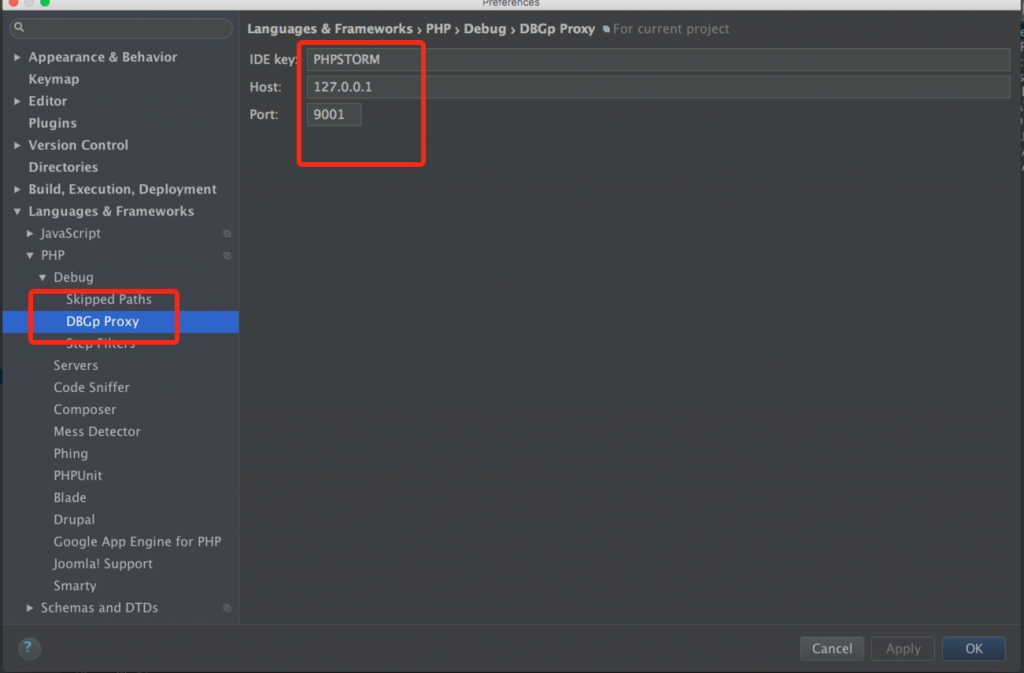 Preferences
Languages & Frameworks › PHP › Debug › DBGp Proxy For current project
IDE key: PHPSTORM
Host: 127.0.0.1
Port: 9001
Appearance & Behavior
Keymap
Editor
Plugins
Version Control
Directories
Build, Execution, Deployment
Languages & Frameworks
JavaScript
PHP
Debug
Skipped Paths
DBGp Proxy
Step Filters
Servers
Code Sniffer
Composer
Mess Detector
Phing
PHPUnit
Blade
Drupal
Google App Engine for PHP
Joomla! Support
Smarty
Schemas and DTDs
?
Cancel
Apply
OK